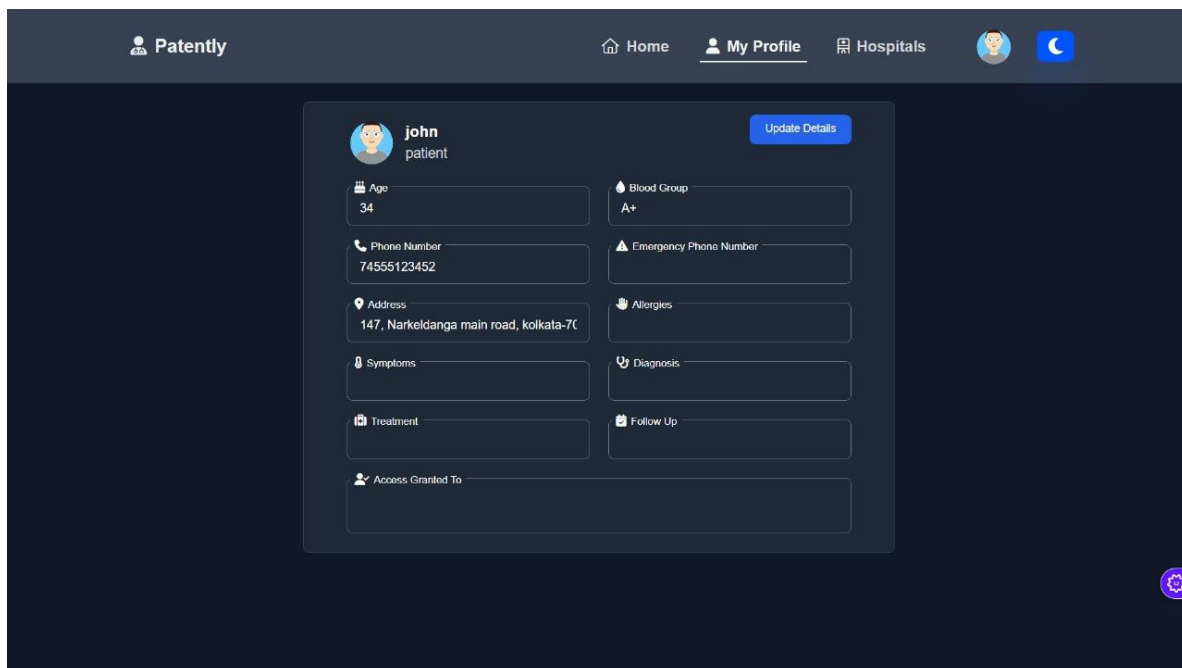 Patently
Home My Profile Hospitals
john
patient
Update Details
Age
34
Blood Group
A+
Phone Number
74555123452
Emergency Phone Number
Address
147, Narkeldanga main road, kolkata-70
Allergies
Symptoms
Diagnosis
Treatment
Follow Up
Access Granted To